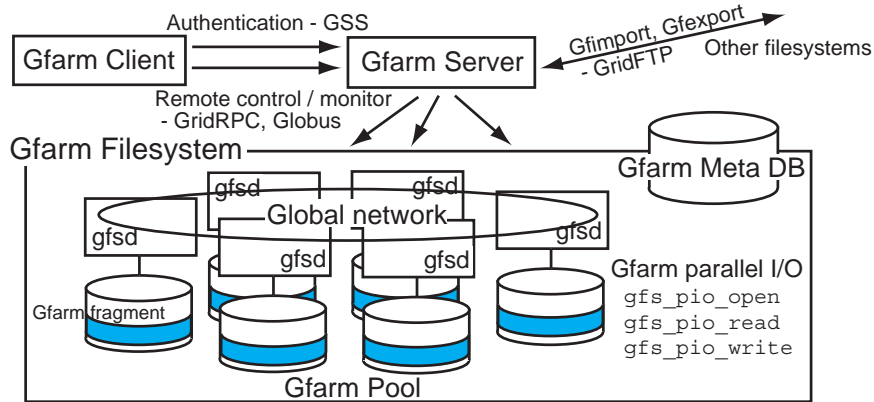 Authentication - GSS
Gfarm Client
Gfarm Server
Gfimport, Gfexport
- GridFTP
Other filesystems
Remote control / monitor
- GridRPC, Globus
Gfarm Filesystem
Gfarm Meta DB
gfsd
gfsd
Global network
gfsd
gfsd
gfsd
gfsd
Gfarm parallel I/O
gfs_pio_open
gfs_pio_read
gfs_pio_write
Gfarm fragment
Gfarm Pool